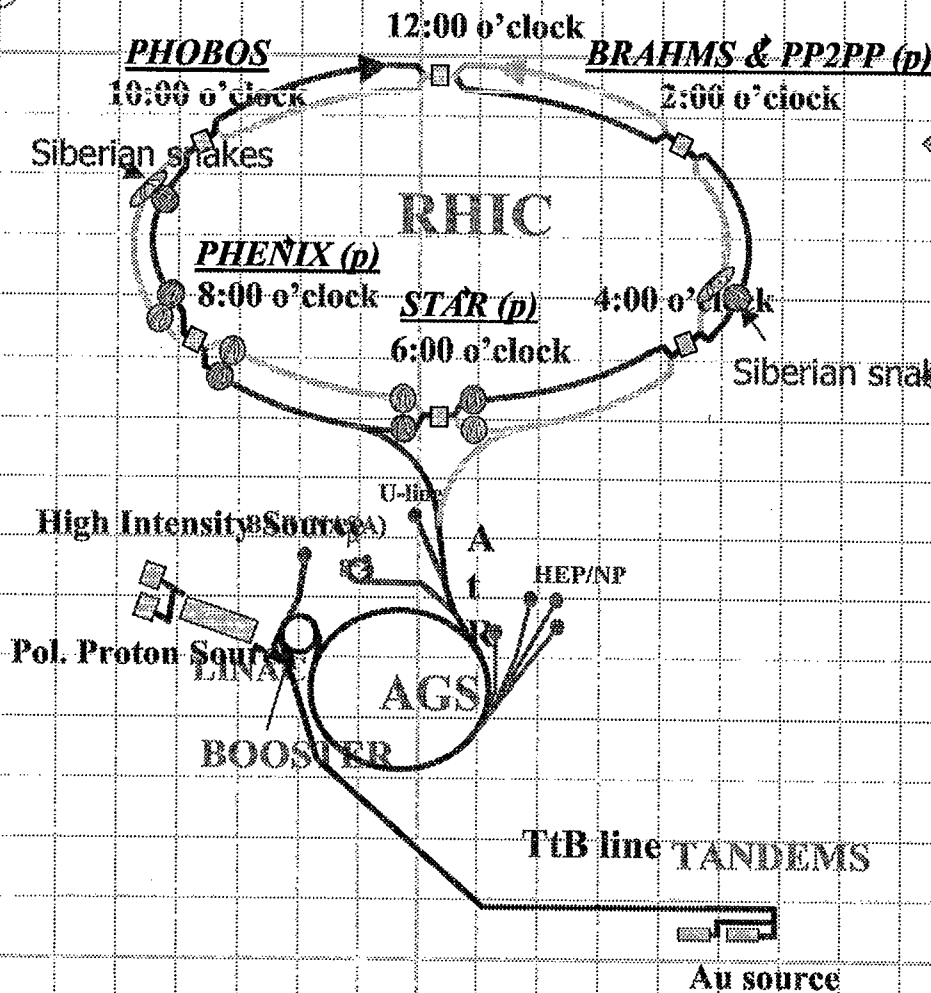 12:00 o'clock
PHOBOS
10:00 o'clock
BRAHMS & PP2PP (p)
2:00 o'clock
Siberian snakes
RHIC
PHENIX (p)
8:00 o'clock
STAR (p)
6:00 o'clock
4:00 o'clock
Siberian snak
U-line
High Intensity Source
A
t
R
HEP/NP
Pol. Proton Source
LINAC
AGS
BOOSTER
TtB line
TANDEMS
Au source